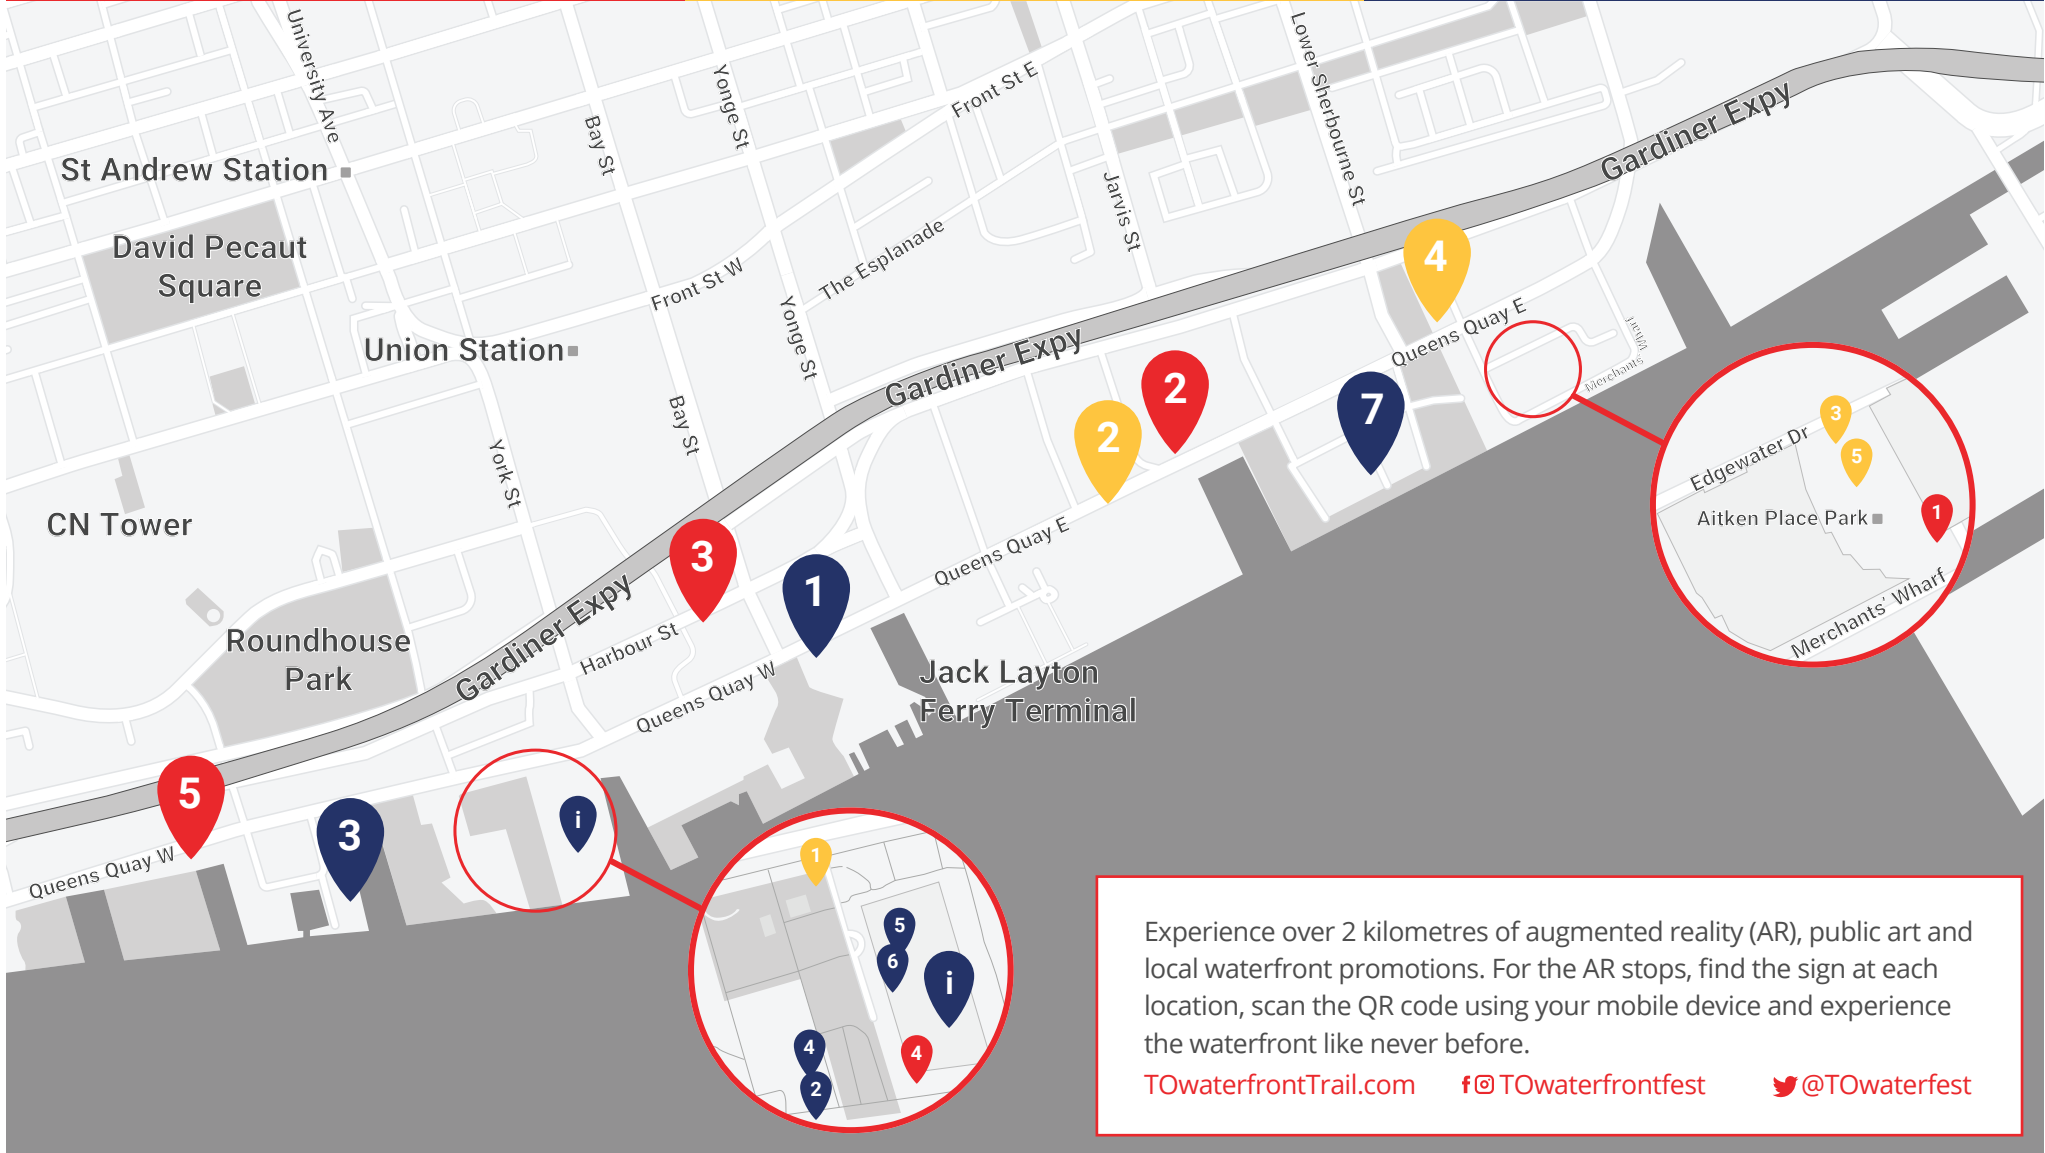 University Ave
Yonge St
Front St E
Lower Sherbourne St
Gardiner Expy
Bay St
St Andrew Station
Jarvis St
David Pecaut
Square
The Esplanade
Front St W
4
Queens Quay E
Union Station
Yonge St
Gardiner Expy
Wharf
Merchants'
2
7
2
3
5
Edgewater Dr
Aitken Place Park
1
Merchants' Wharf
Bay St
York St
CN Tower
3
1
Queens Quay E
Gardiner Expy
Harbour St
Roundhouse
Park
Queens Quay W
Jack Layton
Ferry Terminal
5
3
i
Queens Quay W
1
5
6
i
4
4
2
Experience over 2 kilometres of augmented reality (AR), public art and
local waterfront promotions. For the AR stops, find the sign at each
location, scan the QR code using your mobile device and experience
the waterfront like never before.
TOwaterfrontTrail.com f TOwaterfrontfest @TOwaterfest